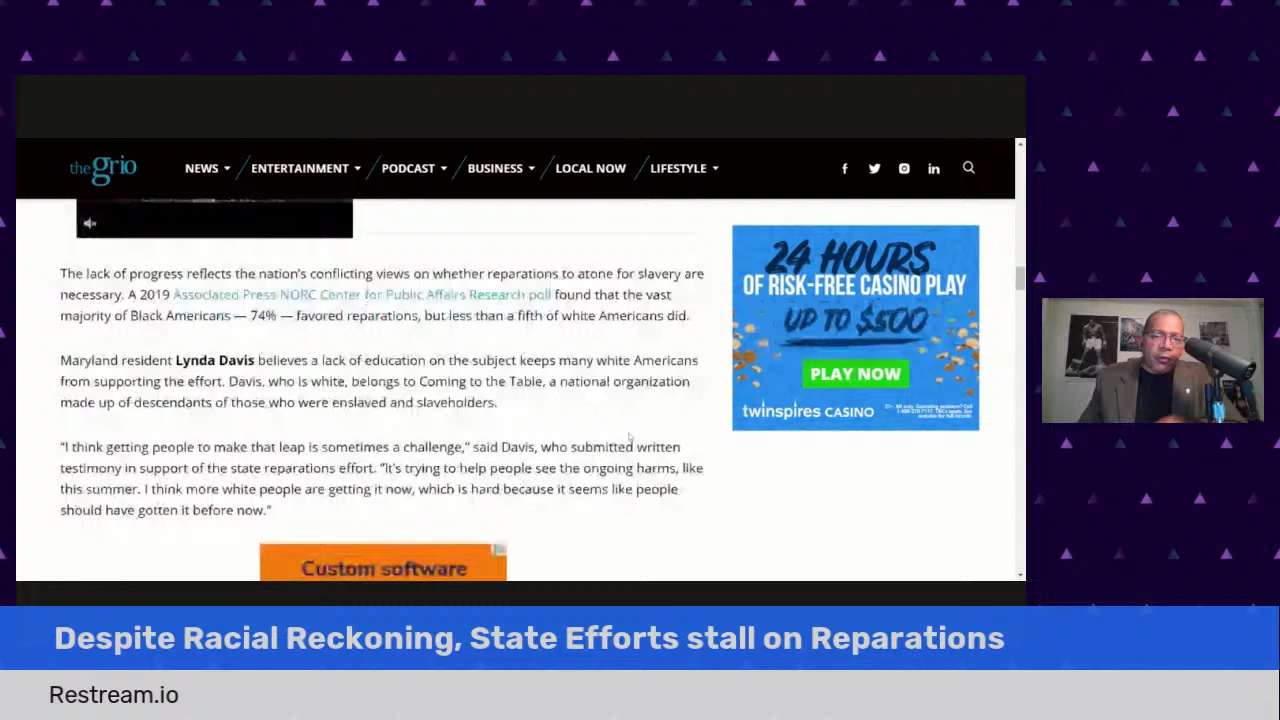 thegrio
NEWS ENTERTAINMENT PODCAST BUSINESS LOCAL NOW LIFESTYLE
The lack of progress reflects the nation's conflicting views on whether reparations to atone for slavery are
necessary. A 2019 Associated Press NORC Center for Public Affairs Research poll found that the vast
majority of Black Americans — 74% — favored reparations, but less than a fifth of white Americans did.
Maryland resident Lynda Davis believes a lack of education on the subject keeps many white Americans
from supporting the effort. Davis, who is white, belongs to Coming to the Table, a national organization
made up of descendants of those who were enslaved and slaveholders.
"I think getting people to make that leap is sometimes a challenge," said Davis, who submitted written
testimony in support of the state reparations effort. "It's trying to help people see the ongoing harms, like
this summer. I think more white people are getting it now, which is hard because it seems like people
should have gotten it before now."
Custom software
24 HOURS
OF RISK-FREE CASINO PLAY
UP TO $500
PLAY NOW
twinspires CASINO
Despite Racial Reckoning, State Efforts stall on Reparations
Restream.io